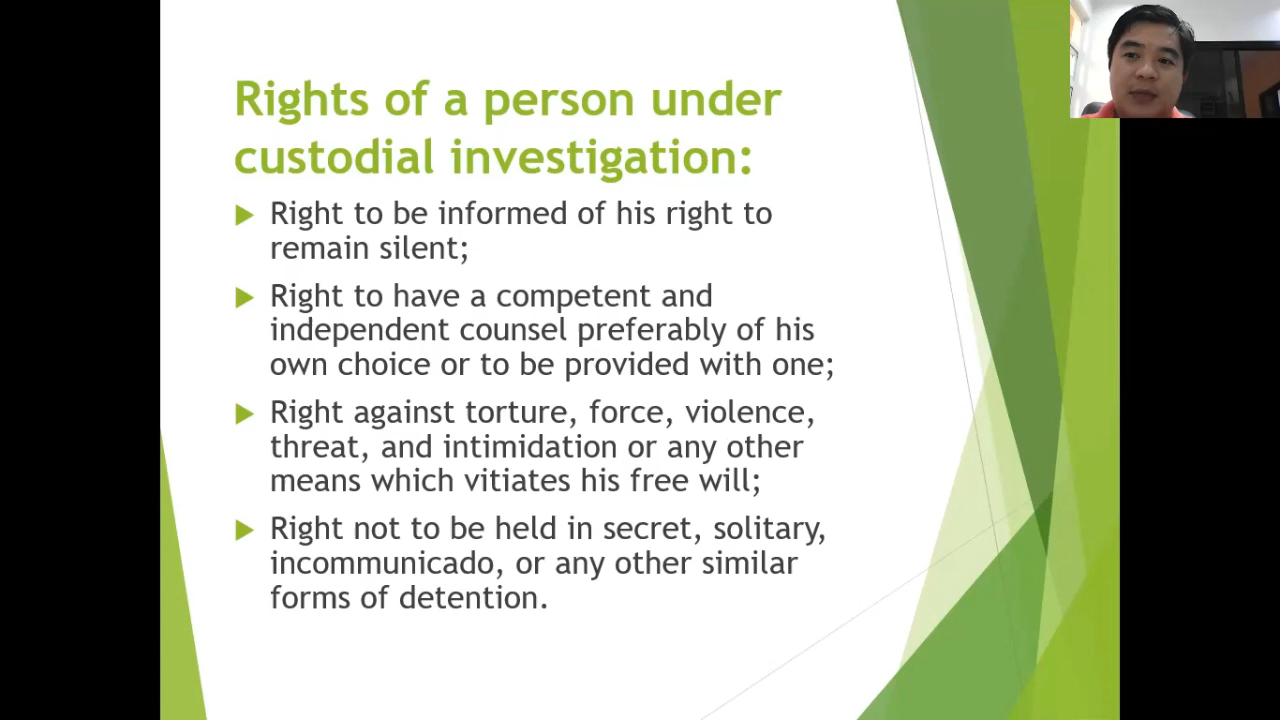 Rights of a person under
custodial investigation:
Right to be informed of his right to
remain silent;
Right to have a competent and
independent counsel preferably of his
own choice or to be provided with one;
Right against torture, force, violence,
threat, and intimidation or any other
means which vitiates his free will;
Right not to be held in secret, solitary,
incommunicado, or any other similar
forms of detention.